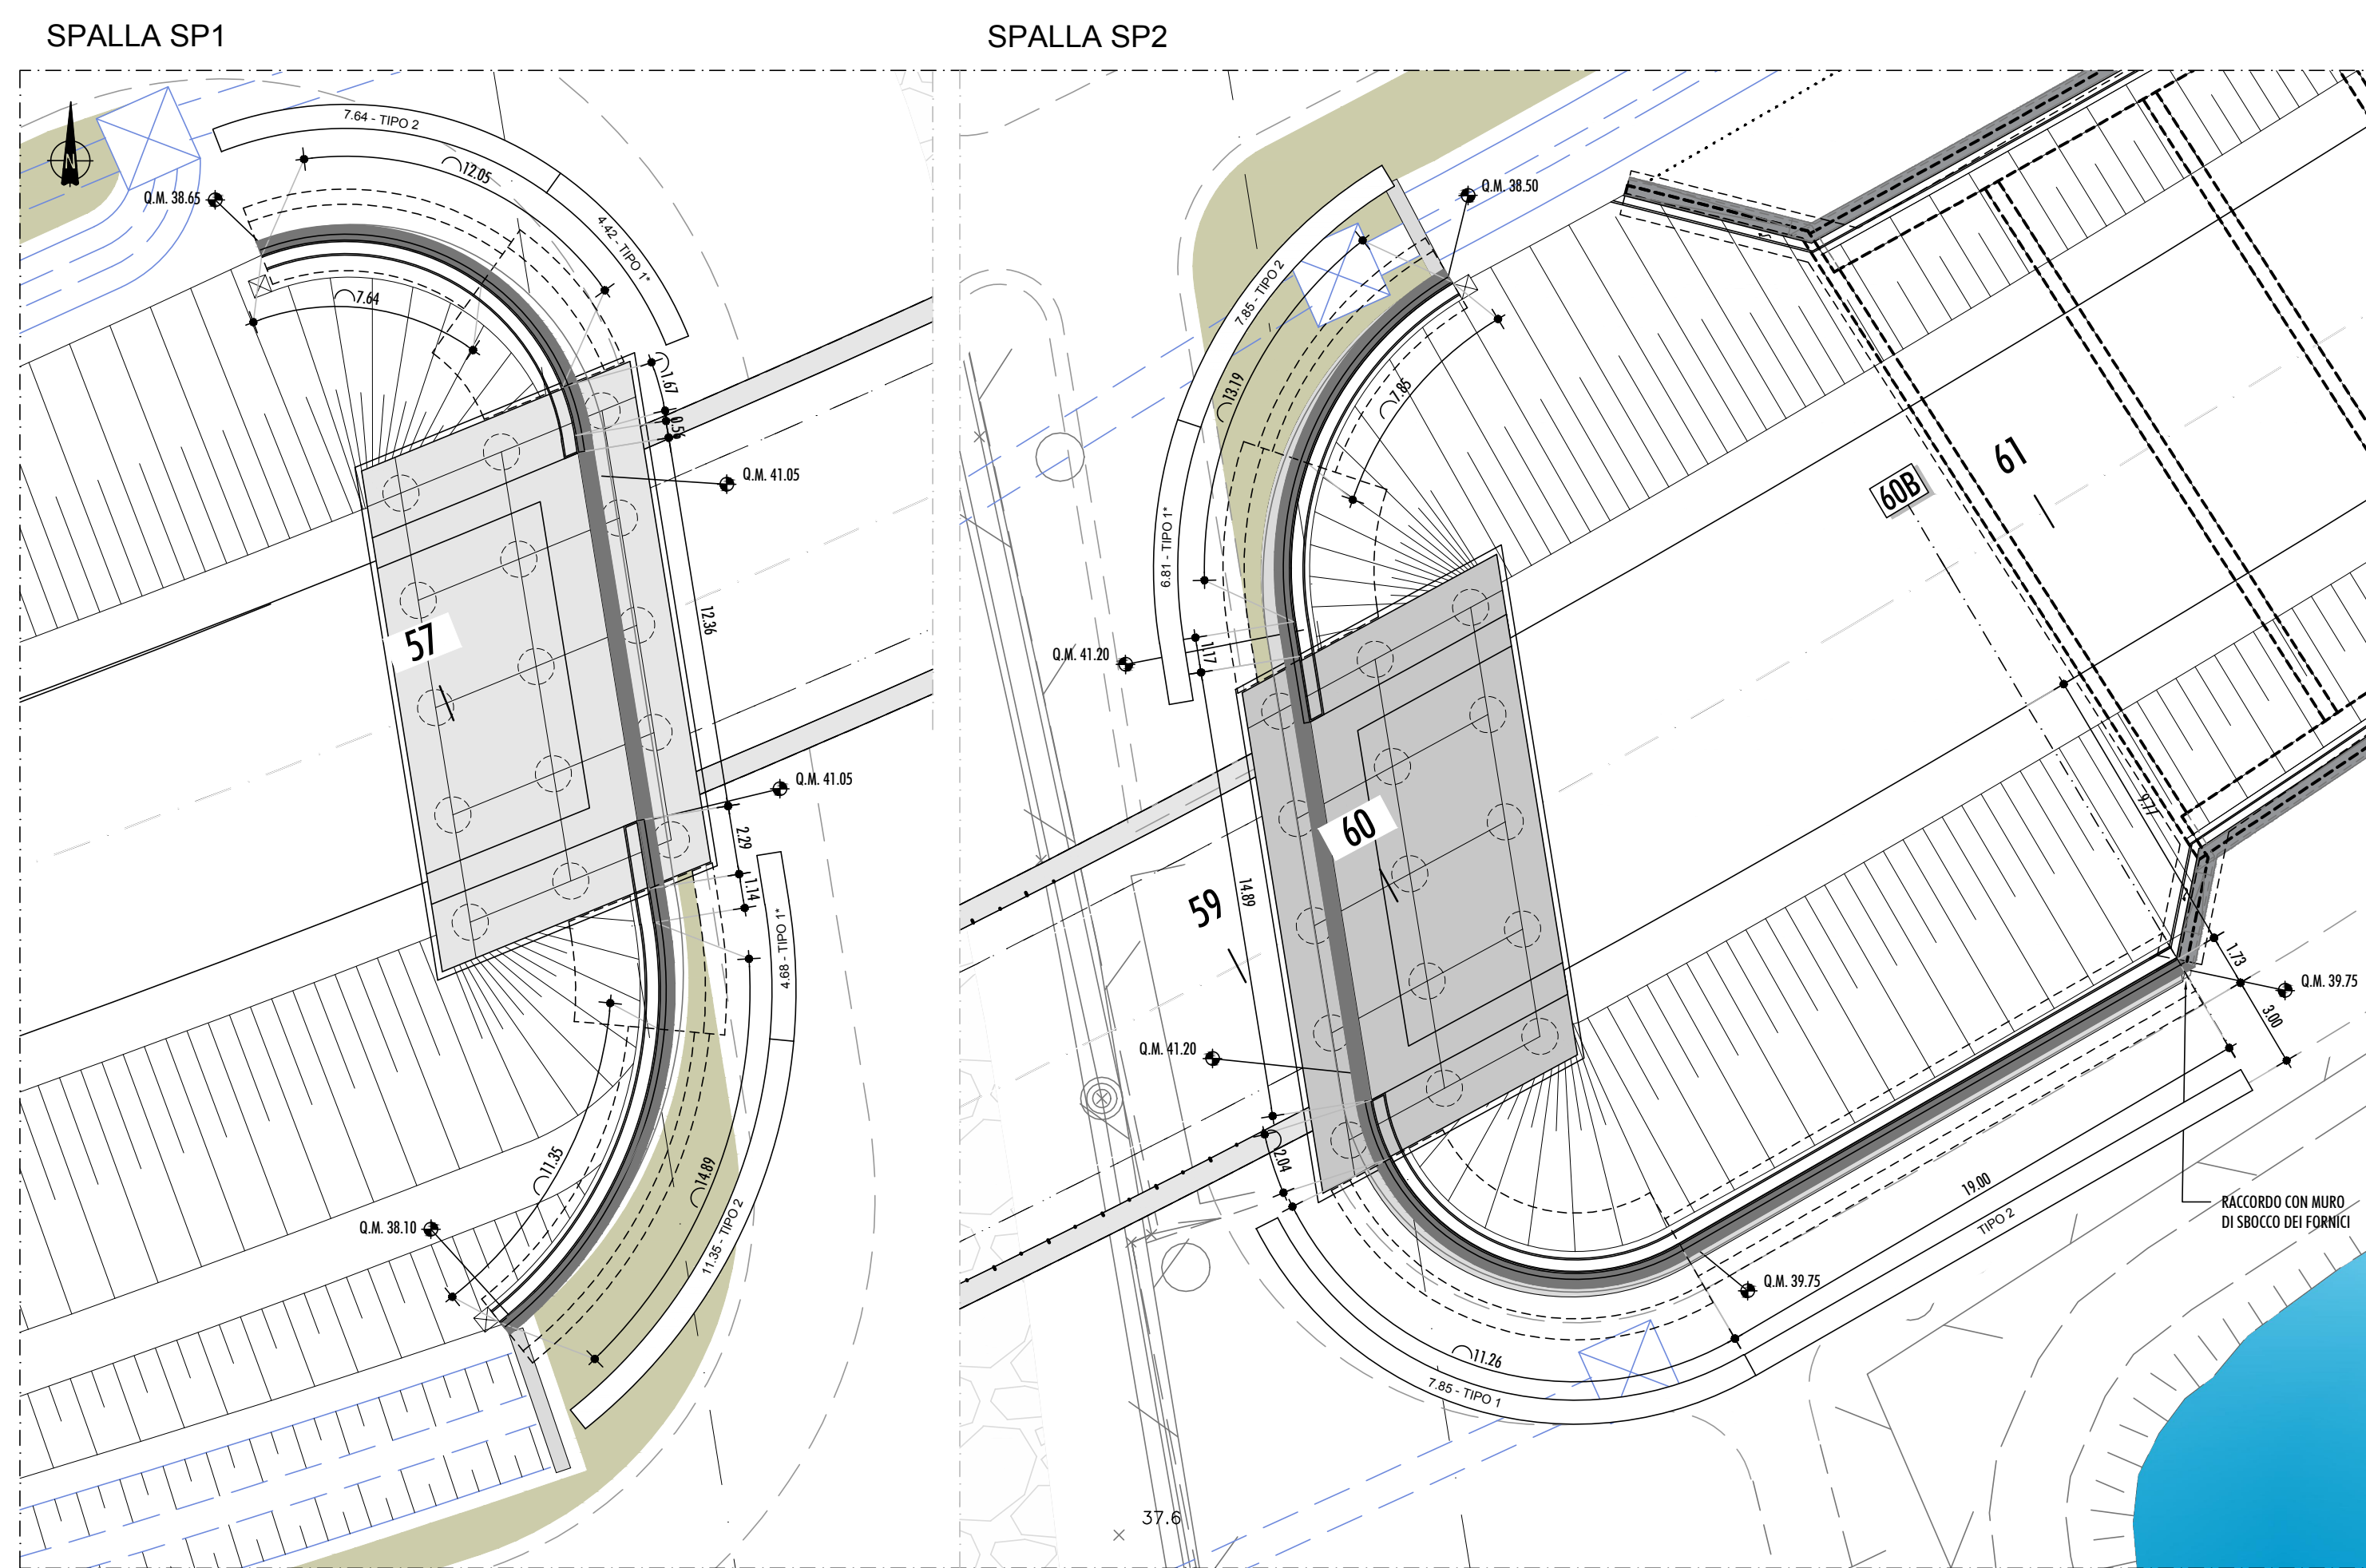 SPALLA SP1
SPALLA SP2
N
7.64 - TIPO 2
12.05
4.42 - TIPO 1*
Q.M. 38.65
7.64
1.67
0.56
Q.M. 41.05
57
12.36
Q.M. 41.05
2.29
1.14
4.68 - TIPO 1*
11.35
14.89
11.35 - TIPO 2
Q.M. 38.10
Q.M. 38.50
7.85 - TIPO 2
13.19
7.85
6.81 - TIPO 1*
1.17
Q.M. 41.20
60B
61
60
59
14.89
9.77
Q.M. 41.20
2.04
1.73
Q.M. 39.75
3.00
19.00
TIPO 2
RACCORDO CON MURO
DI SBOCCO DEI FORNICI
Q.M. 39.75
11.26
7.85 - TIPO 1
37.6